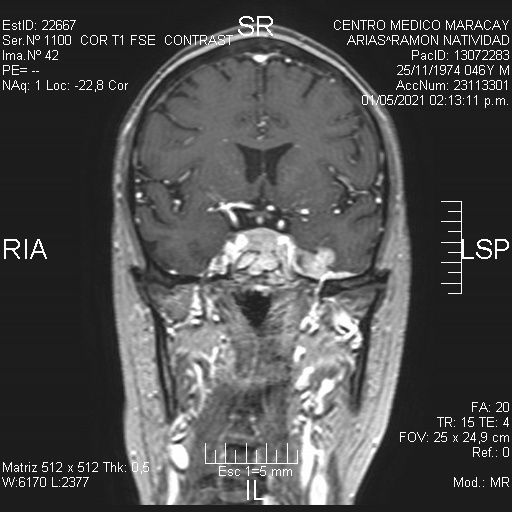 EstID: 22667
Ser.Nº 1100 COR T1 FSE CONTRAST
Ima.Nº 42
PE= --
NAq: 1 Loc: -22,8 Cor
SR
CENTRO MEDICO MARACAY
ARIAS^RAMON NATIVIDAD
PacID: 13072283
25/11/1974 046Y M
AccNum: 23113301
01/05/2021 02:13:11 p.m.
RIA
LSP
Matriz 512 x 512 Thk: 0,5
W:6170 L:2377
Esc 1=5 mm
IL
FA: 20
TR: 15 TE: 4
FOV: 25 x 24,9 cm
Ref.: 0
Mod.: MR